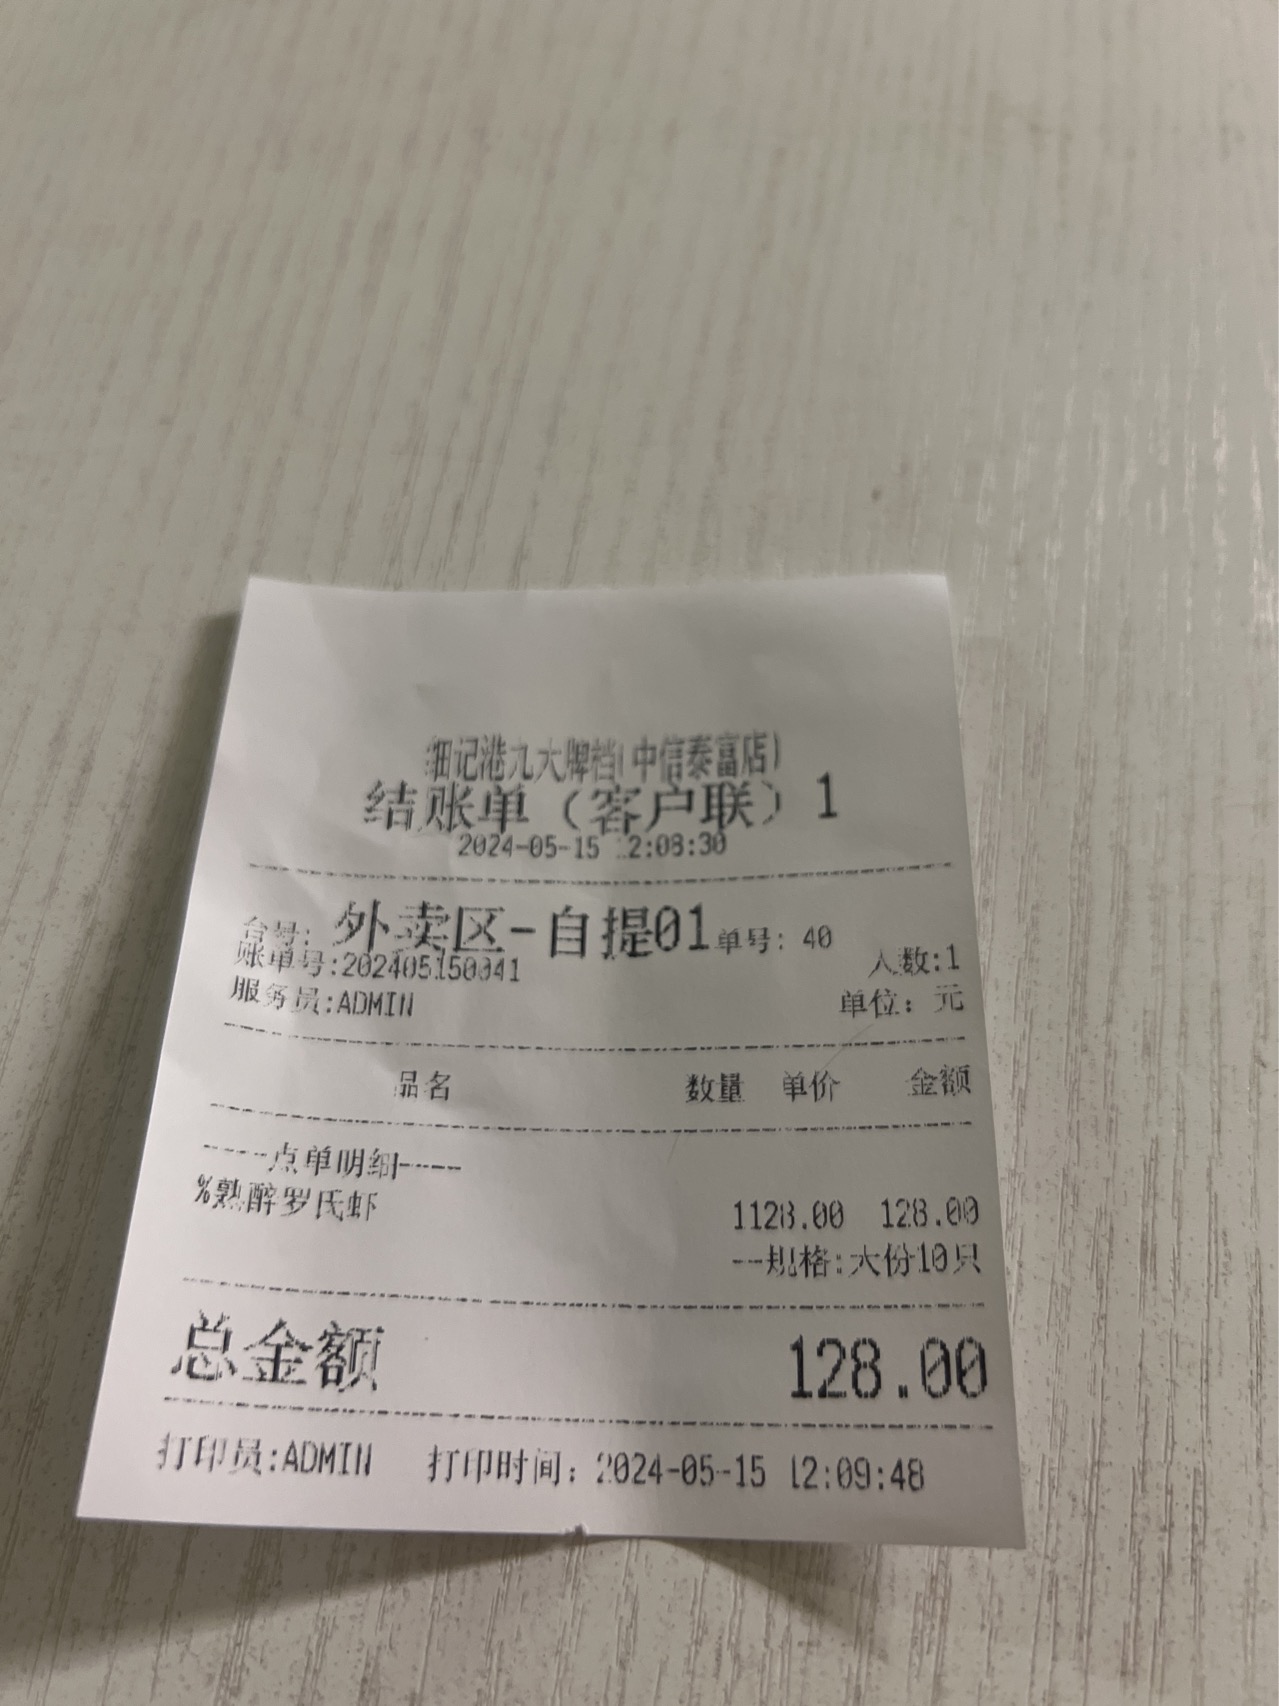 细记港九大牌档(中信泰富店)
结账单（客户联）1
2024-05-15 12:08:30
台号: 外卖区-自提01 单号: 40
账单号:202405150041 人数:1
服务员:ADMIN 单位: 元
品名 数量 单价 金额
-----点单明细-----
%熟醉罗氏虾
1128.00 128.00
--规格:大份10只
总金额 128.00
打印员:ADMIN 打印时间: 2024-05-15 12:09:48